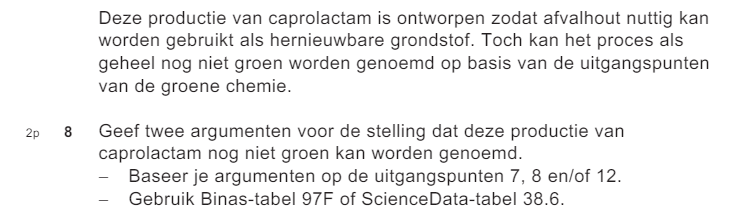 Deze productie van caprolactam is ontworpen zodat afvalhout nuttig kan
worden gebruikt als hernieuwbare grondstof. Toch kan het proces als
geheel nog niet groen worden genoemd op basis van de uitgangspunten
van de groene chemie.
2p 8 Geef twee argumenten voor de stelling dat deze productie van
caprolactam nog niet groen kan worden genoemd.
– Baseer je argumenten op de uitgangspunten 7, 8 en/of 12.
– Gebruik Binas-tabel 97F of ScienceData-tabel 38.6.